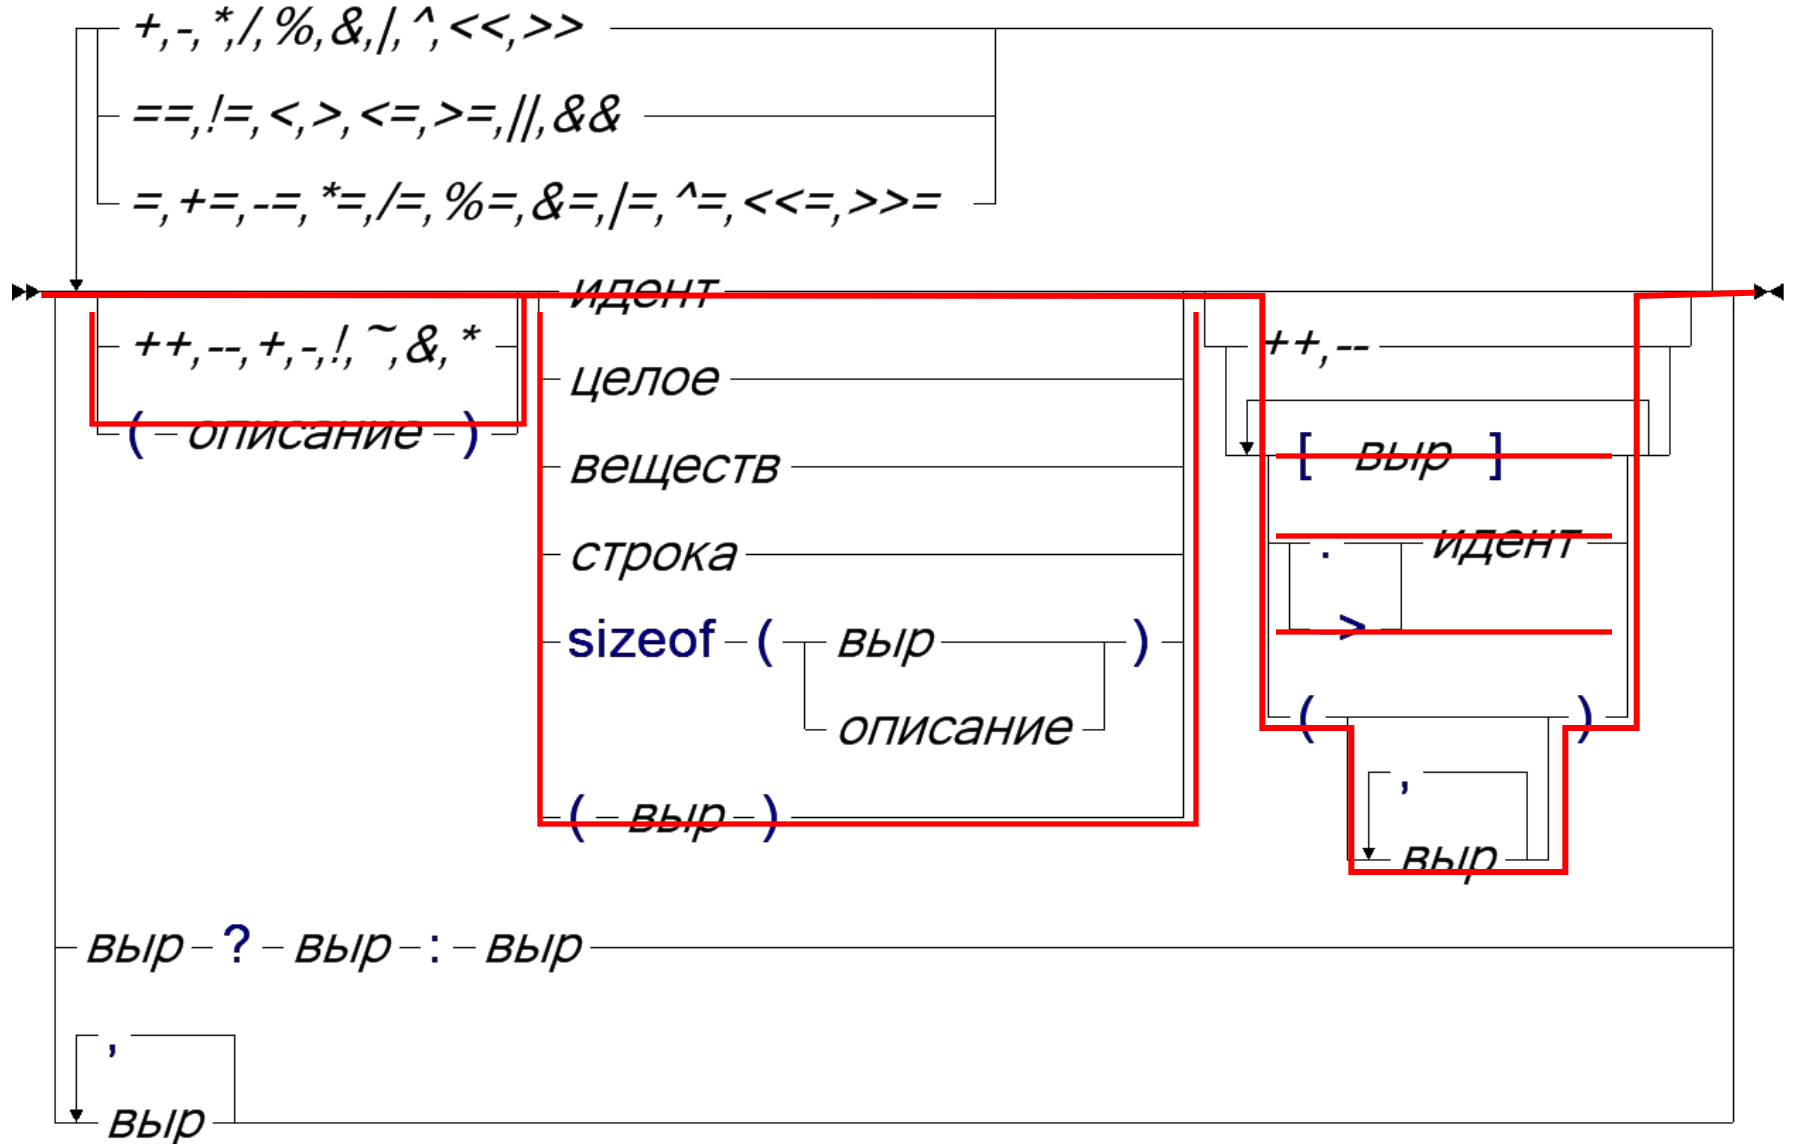 +,-,*,/,%,&,|,^,<<,>>
==,!=,<,>,<=,>=,||,&&
=,+=,-=,*=,/=,%=,&=,|=,^=,<<=,>>=
идент
++,--,+,-,!,~,&,*
++,--
целое
( описание )
[ выр ]
веществ
. идент
строка
->
sizeof ( выр )
описание
( )
,
( выр )
выр
выр ? выр : выр
,
выр